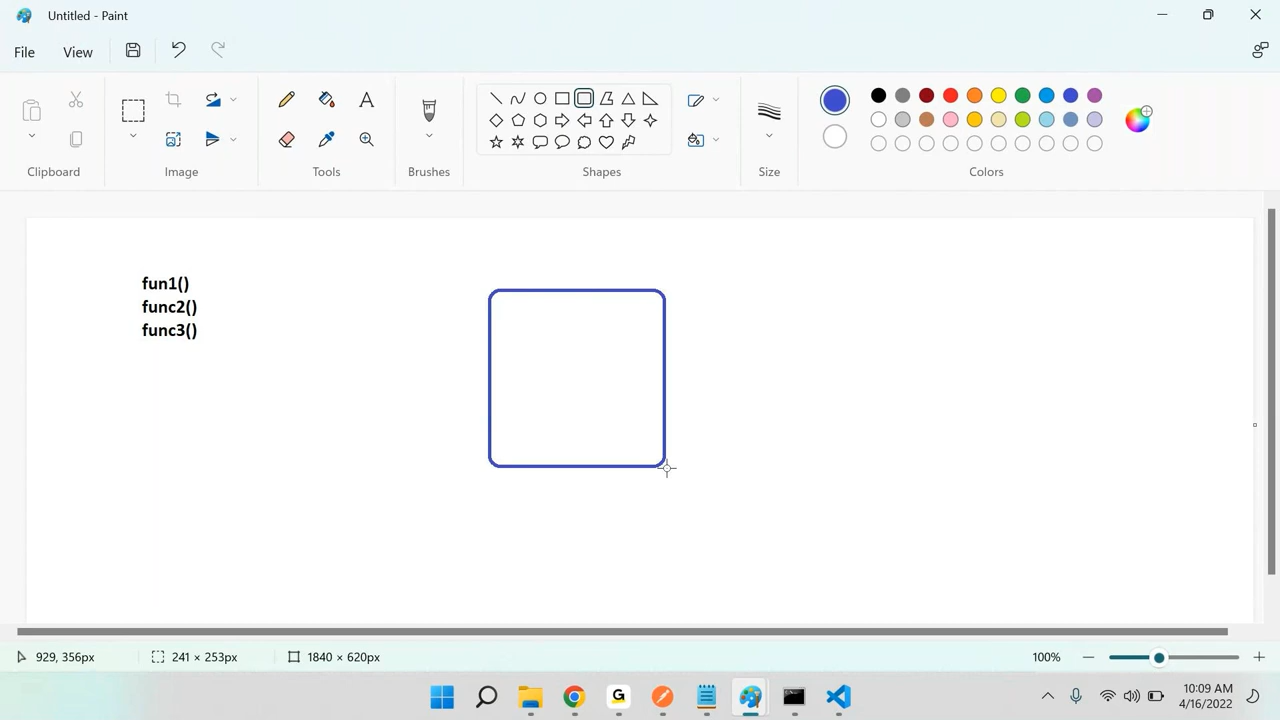 Untitled - Paint
File View
Clipboard
Image
Tools
Brushes
Shapes
Size
Colors
fun1()
func2()
func3()
929, 356px
241 × 253px
1840 × 620px
100%
10:09 AM
4/16/2022